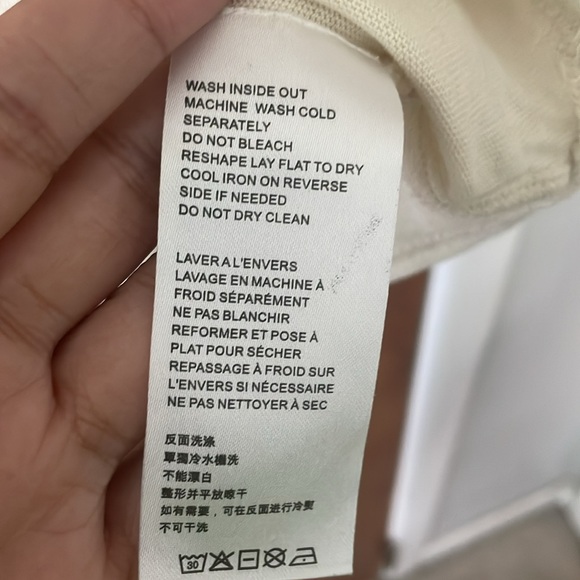 WASH INSIDE OUT
MACHINE WASH COLD
SEPARATELY
DO NOT BLEACH
RESHAPE LAY FLAT TO DRY
COOL IRON ON REVERSE
SIDE IF NEEDED
DO NOT DRY CLEAN
LAVER A L'ENVERS
LAVAGE EN MACHINE À
FROID SÉPARÉMENT
NE PAS BLANCHIR
REFORMER ET POSE À
PLAT POUR SÉCHER
REPASSAGE À FROID SUR
L'ENVERS SI NÉCESSAIRE
NE PAS NETTOYER À SEC
反面洗涤
單獨冷水機洗
不能漂白
整形并平放晾干
如有需要，可在反面进行冷熨
不可干洗
30